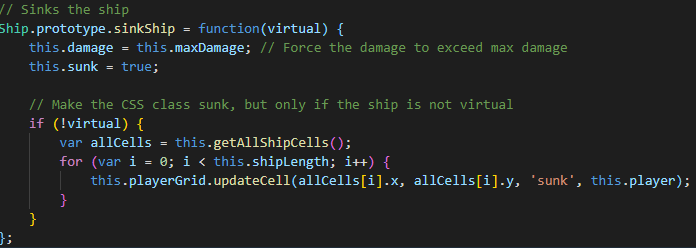 // Sinks the ship
Ship.prototype.sinkShip = function(virtual) {
    this.damage = this.maxDamage; // Force the damage to exceed max damage
    this.sunk = true;

    // Make the CSS class sunk, but only if the ship is not virtual
    if (!virtual) {
        var allCells = this.getAllShipCells();
        for (var i = 0; i < this.shipLength; i++) {
            this.playerGrid.updateCell(allCells[i].x, allCells[i].y, 'sunk', this.player);
        }
    }
};